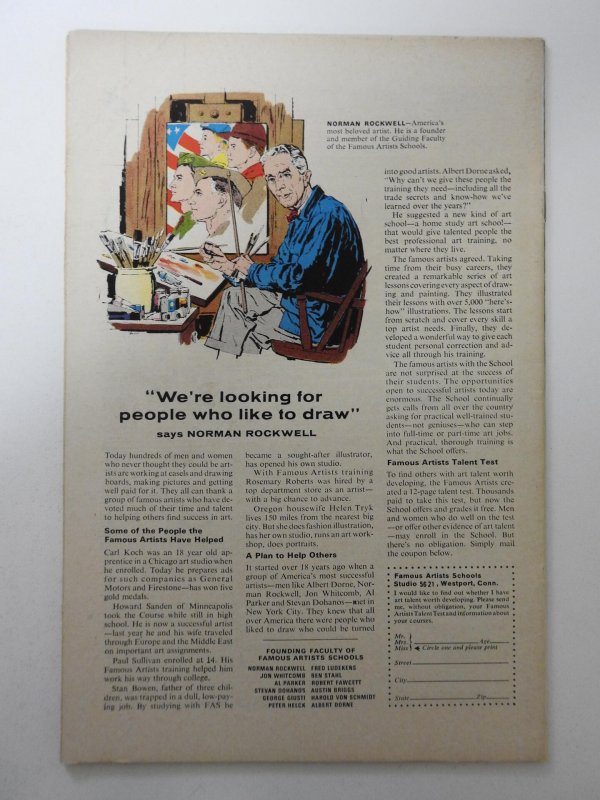 NORMAN ROCKWELL—America's
most beloved artist. He is a founder
and member of the Guiding Faculty
of the Famous Artists Schools.
"We're looking for
people who like to draw"
says NORMAN ROCKWELL
Today hundreds of men and women
who never thought they could be art-
ists are working at easels and drawing
boards, making pictures and getting
well paid for it. They all can thank a
group of famous artists who have de-
voted much of their time and talent
to helping others find success in art.
Some of the People the
Famous Artists Have Helped
Carl Koch was an 18 year old ap-
prentice in a Chicago art studio when
he enrolled. Today he prepares ads
for such companies as General
Motors and Firestone—has won five
gold medals.
Howard Sanden of Minneapolis
took the Course while still in high
school. He is now a successful artist
—last year he and his wife traveled
through Europe and the Middle East
on important art assignments.
Paul Sullivan enrolled at 14. His
Famous Artists training helped him
work his way through college.
Stan Bowen, father of three chil-
dren, was trapped in a dull, low-pay-
ing job. By studying with FAS he
became a sought-after illustrator,
has opened his own studio.
With Famous Artists training
Rosemary Roberts was hired by a
top department store as an artist—
with a big chance to advance.
Oregon housewife Helen Tryk
lives 150 miles from the nearest big
city. But she does fashion illustration,
has her own studio, runs an art work-
shop, does portraits.
A Plan to Help Others
It started over 18 years ago when a
group of America's most successful
artists—men like Albert Dorne, Nor-
man Rockwell, Jon Whitcomb, Al
Parker and Stevan Dohanos—met in
New York City. They knew that all
over America there were people who
liked to draw who could be turned
FOUNDING FACULTY OF
FAMOUS ARTISTS SCHOOLS
NORMAN ROCKWELL FRED LUDEKENS
JON WHITCOMB BEN STAHL
AL PARKER ROBERT FAWCETT
STEVAN DOHANOS AUSTIN BRIGGS
GEORGE GIUSTI HAROLD VON SCHMIDT
PETER HELCK ALBERT DORNE
into good artists. Albert Dorne asked,
"Why can't we give these people the
training they need—including all the
trade secrets and know-how we've
learned over the years?"
He suggested a new kind of art
school—a home study art school—
that would give talented people the
best professional art training, no
matter where they live.
The famous artists agreed. Taking
time from their busy careers, they
created a remarkable series of art
lessons covering every aspect of draw-
ing and painting. They illustrated
their lessons with over 5,000 "here's-
how" illustrations. The lessons start
from scratch and cover every skill a
top artist needs. Finally, they de-
veloped a wonderful way to give each
student personal correction and ad-
vice all through his training.
The famous artists with the School
are not surprised at the success of
their students. The opportunities
open to successful artists today are
enormous. The School continually
gets calls from all over the country
asking for practical well-trained stu-
dents—not geniuses—who can step
into full-time or part-time art jobs.
And practical, thorough training is
what the School offers.
Famous Artists Talent Test
To find others with art talent worth
developing, the Famous Artists cre-
ated a 12-page talent test. Thousands
paid to take this test, but now the
School offers and grades it free. Men
and women who do well on the test
—or offer other evidence of art talent
—may enroll in the School. But
there's no obligation. Simply mail
the coupon below.
Famous Artists Schools
Studio 5621, Westport, Conn.
I would like to find out whether I have
art talent worth developing. Please send
me, without obligation, your Famous
Artists Talent Test and information about
your courses.
Mr.
Mrs. Age
Miss Circle one and please print
Street
City
State Zip